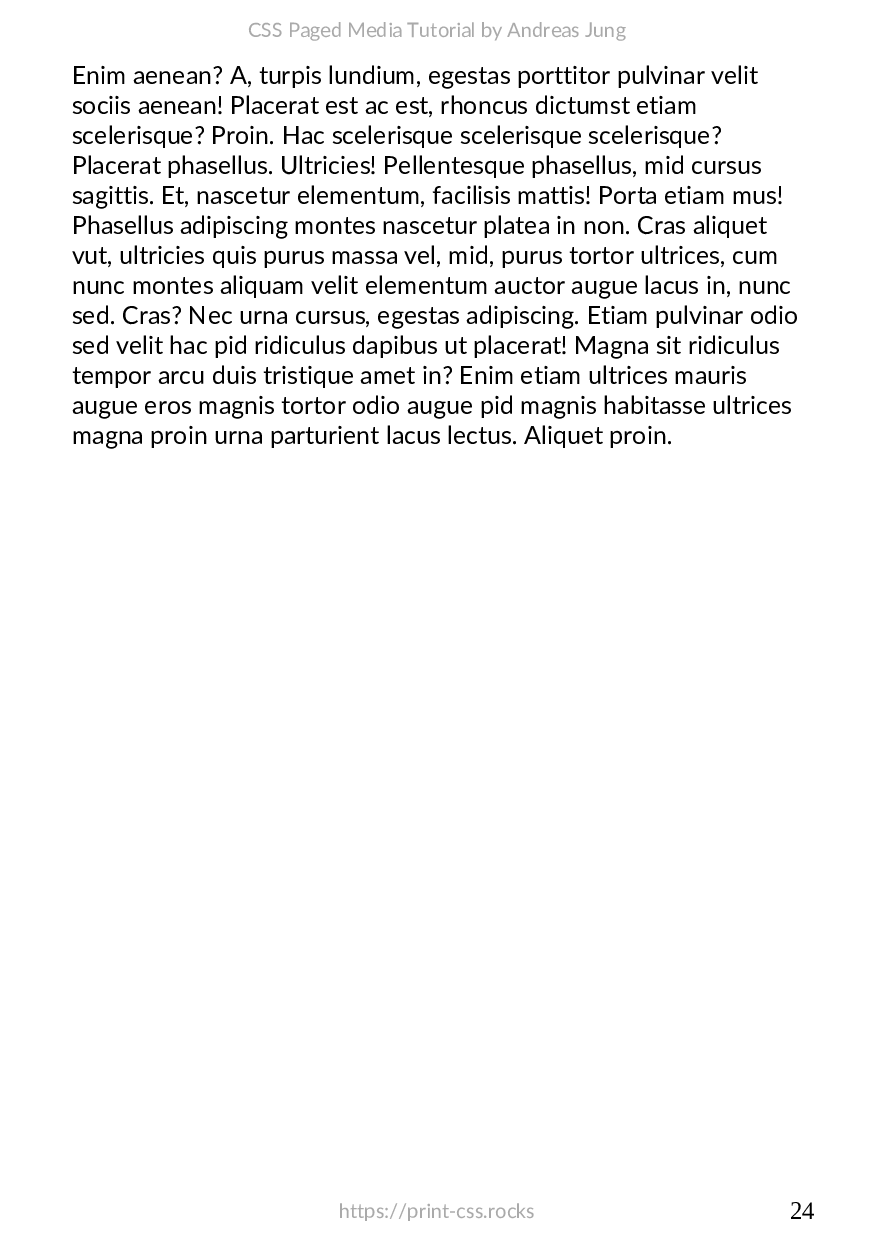 CSS Paged Media Tutorial by Andreas Jung
Enim aenean? A, turpis lundium, egestas porttitor pulvinar velit
sociis aenean! Placerat est ac est, rhoncus dictumst etiam
scelerisque? Proin. Hac scelerisque scelerisque scelerisque?
Placerat phasellus. Ultricies! Pellentesque phasellus, mid cursus
sagittis. Et, nascetur elementum, facilisis mattis! Porta etiam mus!
Phasellus adipiscing montes nascetur platea in non. Cras aliquet
vut, ultricies quis purus massa vel, mid, purus tortor ultrices, cum
nunc montes aliquam velit elementum auctor augue lacus in, nunc
sed. Cras? Nec urna cursus, egestas adipiscing. Etiam pulvinar odio
sed velit hac pid ridiculus dapibus ut placerat! Magna sit ridiculus
tempor arcu duis tristique amet in? Enim etiam ultrices mauris
augue eros magnis tortor odio augue pid magnis habitasse ultrices
magna proin urna parturient lacus lectus. Aliquet proin.
https://print-css.rocks
24